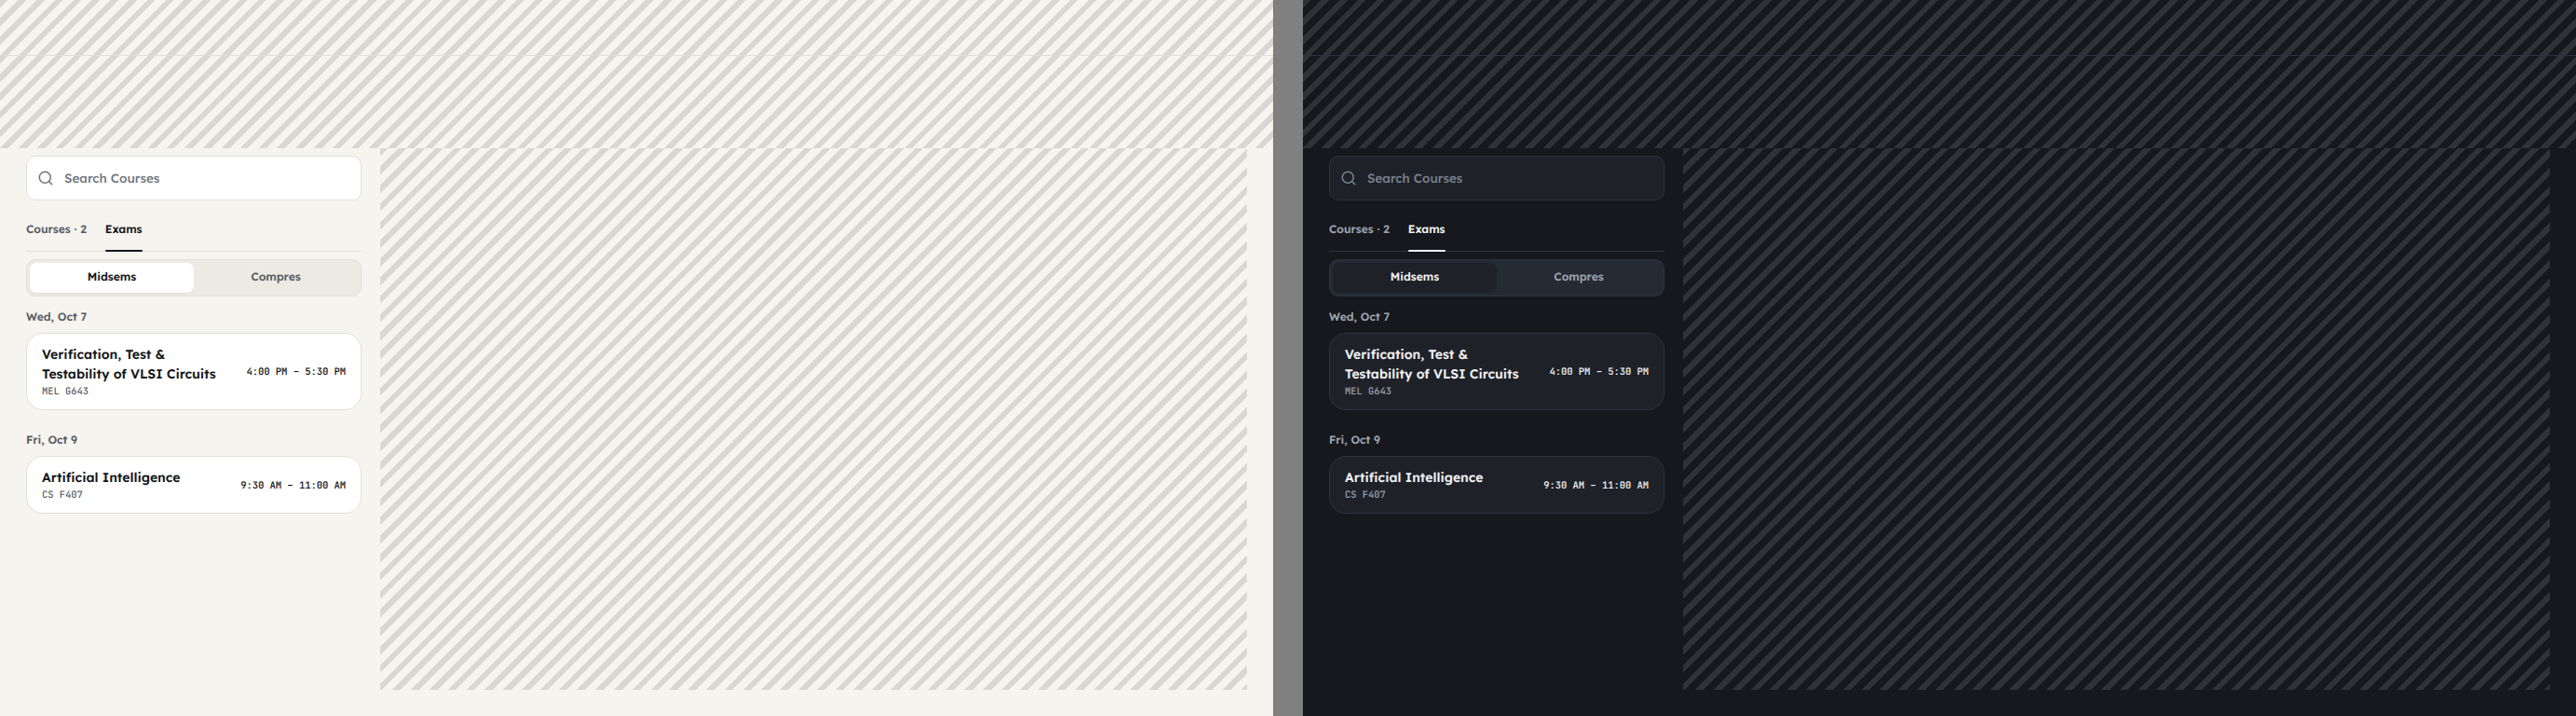 Search Courses
Courses · 2 Exams
Midsems Compres
Wed, Oct 7
Verification, Test &
Testability of VLSI Circuits
4:00 PM – 5:30 PM
MEL G643
Fri, Oct 9
Artificial Intelligence
9:30 AM – 11:00 AM
CS F407
Search Courses
Courses · 2 Exams
Midsems Compres
Wed, Oct 7
Verification, Test &
Testability of VLSI Circuits
4:00 PM – 5:30 PM
MEL G643
Fri, Oct 9
Artificial Intelligence
9:30 AM – 11:00 AM
CS F407